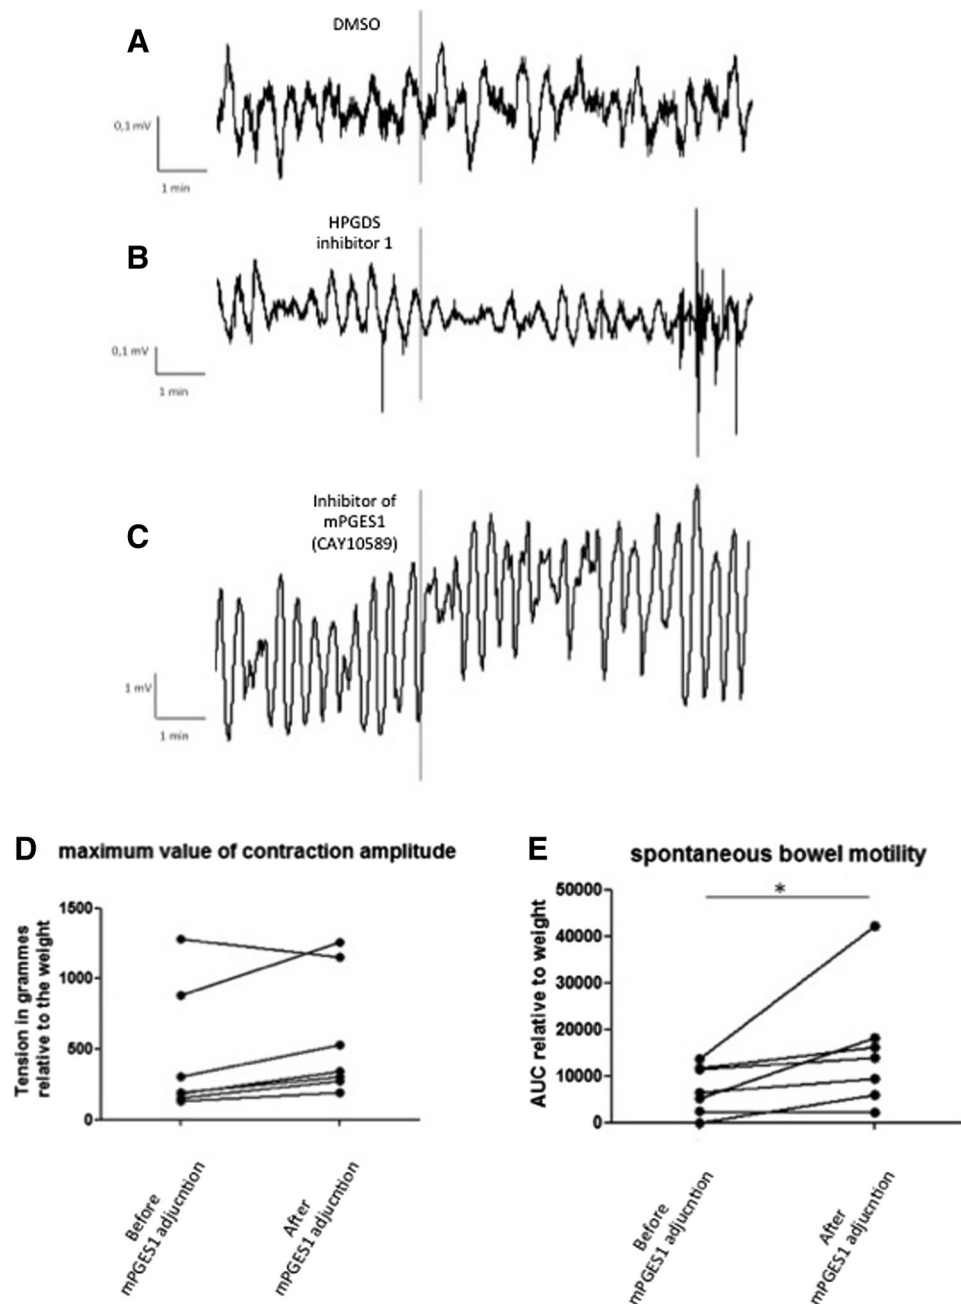 A
DMSO
0,1 mV
1 min
B
HPGDS
inhibitor 1
0,1 mV
1 min
C
Inhibitor of
mPGES1
(CAY10589)
1 mV
1 min
D
maximum value of contraction amplitude
Tension in grammes
relative to the weight
1500
1000
500
0
Before
mPGES1 adjucntion
After
mPGES1 adjucntion
E
spontaneous bowel motility
*
AUC relative to weight
50000
40000
30000
20000
10000
0
Before
mPGES1 adjucntion
After
mPGES1 adjucntion